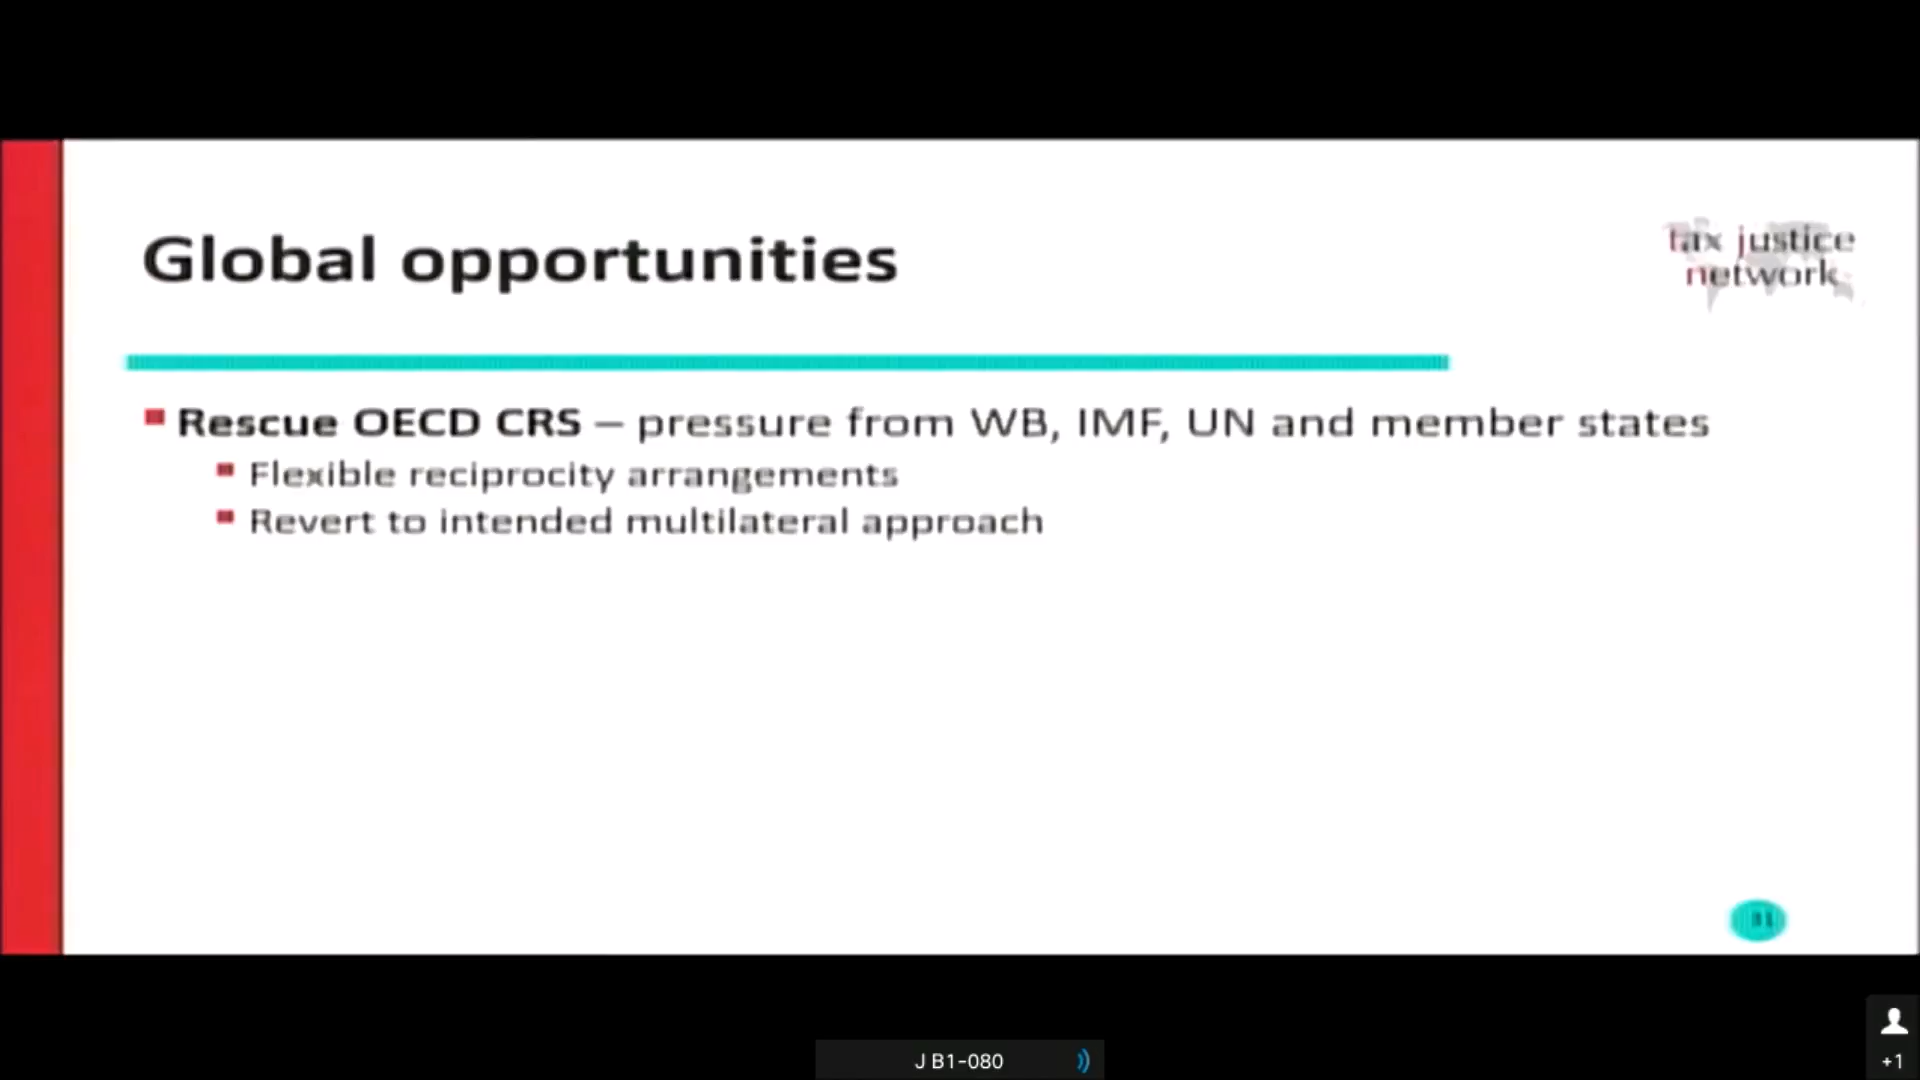 Global opportunities
tax justice
network
Rescue OECD CRS – pressure from WB, IMF, UN and member states
Flexible reciprocity arrangements
Revert to intended multilateral approach
J B1-080
+1